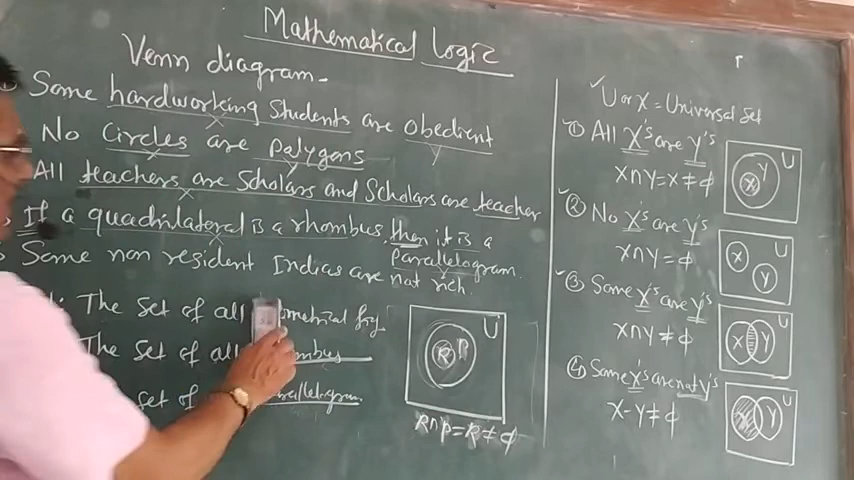 Mathematical Logic
Venn diagram-
Some hardworking Students are obedient
X Y
No Circles are palygons
X Y
All teachers are Scholars and Scholars are teacher
X
If a quadrilateral is a rhombus, then it is a
X
Parallelogram.
Some non resident Indias are not rich.
The Set of all
The Set of all
set of
U
R P
R∩P=R≠ϕ
U or X = Universal Set
① All X's are Y's
X∩Y=X≠ϕ
X Y U
② No X's are Y's
X∩Y=ϕ
X Y U
③ Some X's are Y's
X∩Y≠ϕ
X Y U
④ Some X's are not Y's
X-Y≠ϕ
X Y U